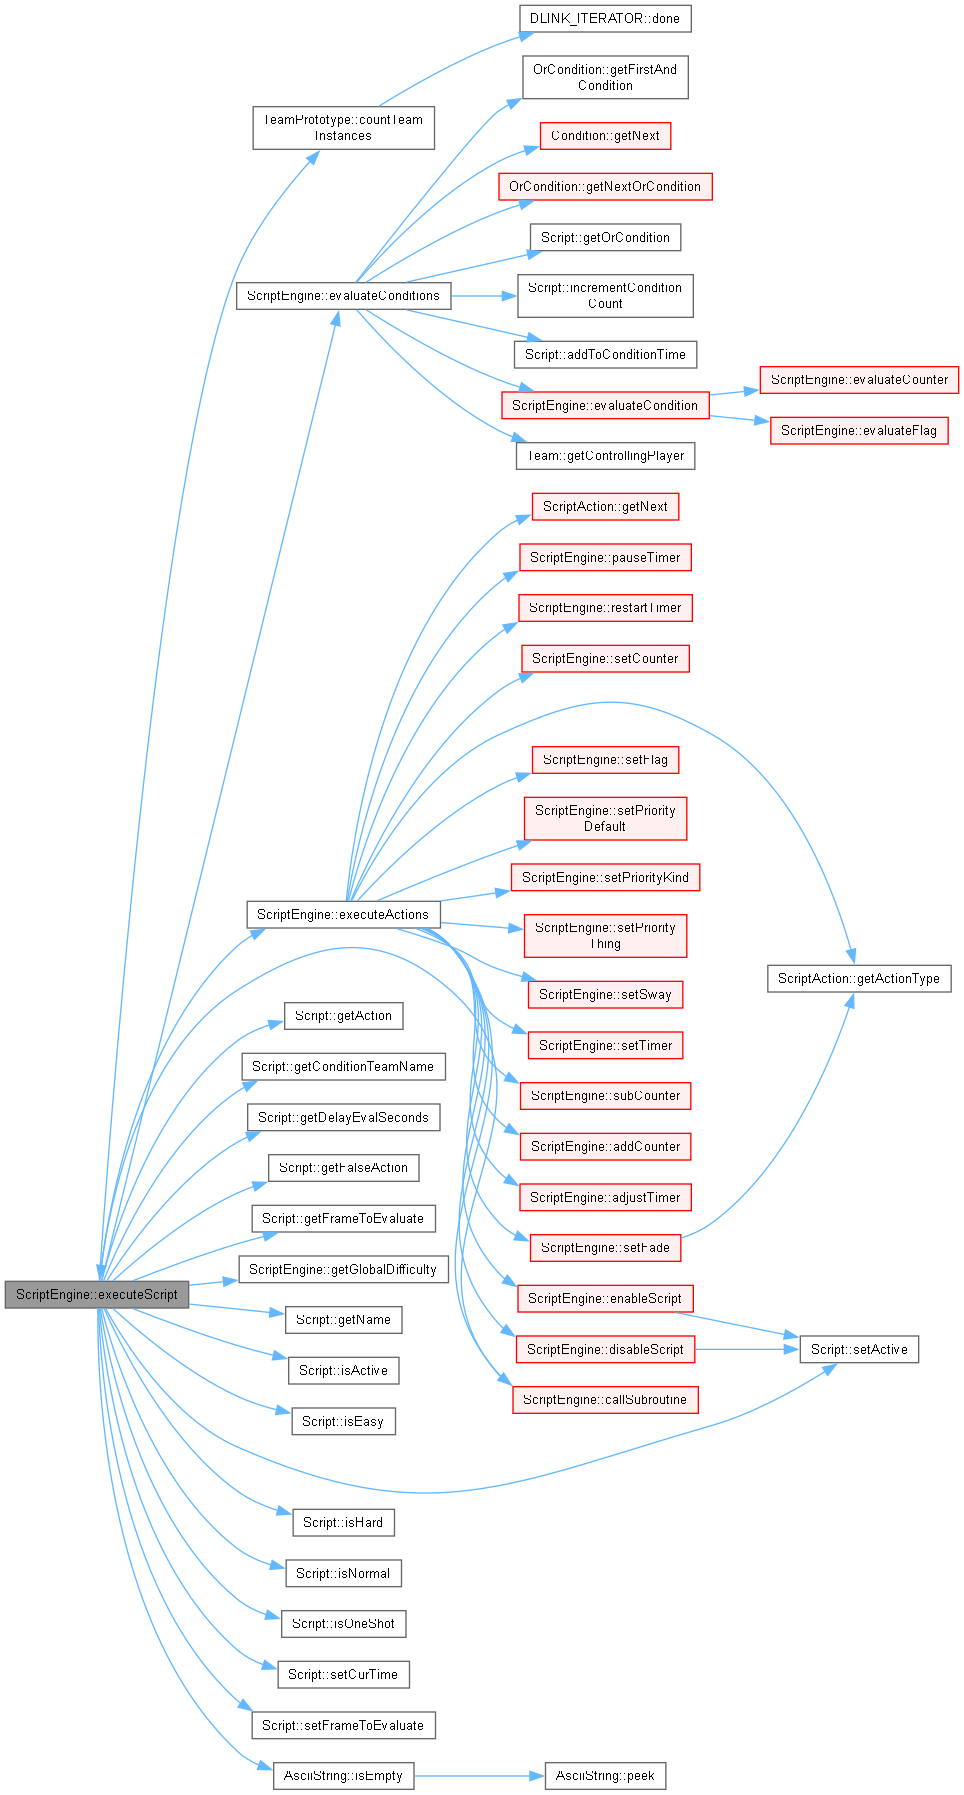 DLINK_ITERATOR::done
OrCondition::getFirstAnd
Condition
TeamPrototype::countTeam
Instances
Condition::getNext
OrCondition::getNextOrCondition
Script::getOrCondition
ScriptEngine::evaluateConditions
Script::incrementCondition
Count
Script::addToConditionTime
ScriptEngine::evaluateCounter
ScriptEngine::evaluateCondition
ScriptEngine::evaluateFlag
Team::getControllingPlayer
ScriptAction::getNext
ScriptEngine::pauseTimer
ScriptEngine::restartTimer
ScriptEngine::setCounter
ScriptEngine::setFlag
ScriptEngine::setPriority
Default
ScriptEngine::setPriorityKind
ScriptEngine::executeActions
ScriptEngine::setPriority
Thing
ScriptAction::getActionType
ScriptEngine::setSway
Script::getAction
ScriptEngine::setTimer
Script::getConditionTeamName
ScriptEngine::subCounter
Script::getDelayEvalSeconds
ScriptEngine::addCounter
Script::getFalseAction
ScriptEngine::adjustTimer
Script::getFrameToEvaluate
ScriptEngine::setFade
ScriptEngine::getGlobalDifficulty
ScriptEngine::executeScript
ScriptEngine::enableScript
Script::getName
ScriptEngine::disableScript
Script::setActive
Script::isActive
ScriptEngine::callSubroutine
Script::isEasy
Script::isHard
Script::isNormal
Script::isOneShot
Script::setCurTime
Script::setFrameToEvaluate
AsciiString::isEmpty
AsciiString::peek